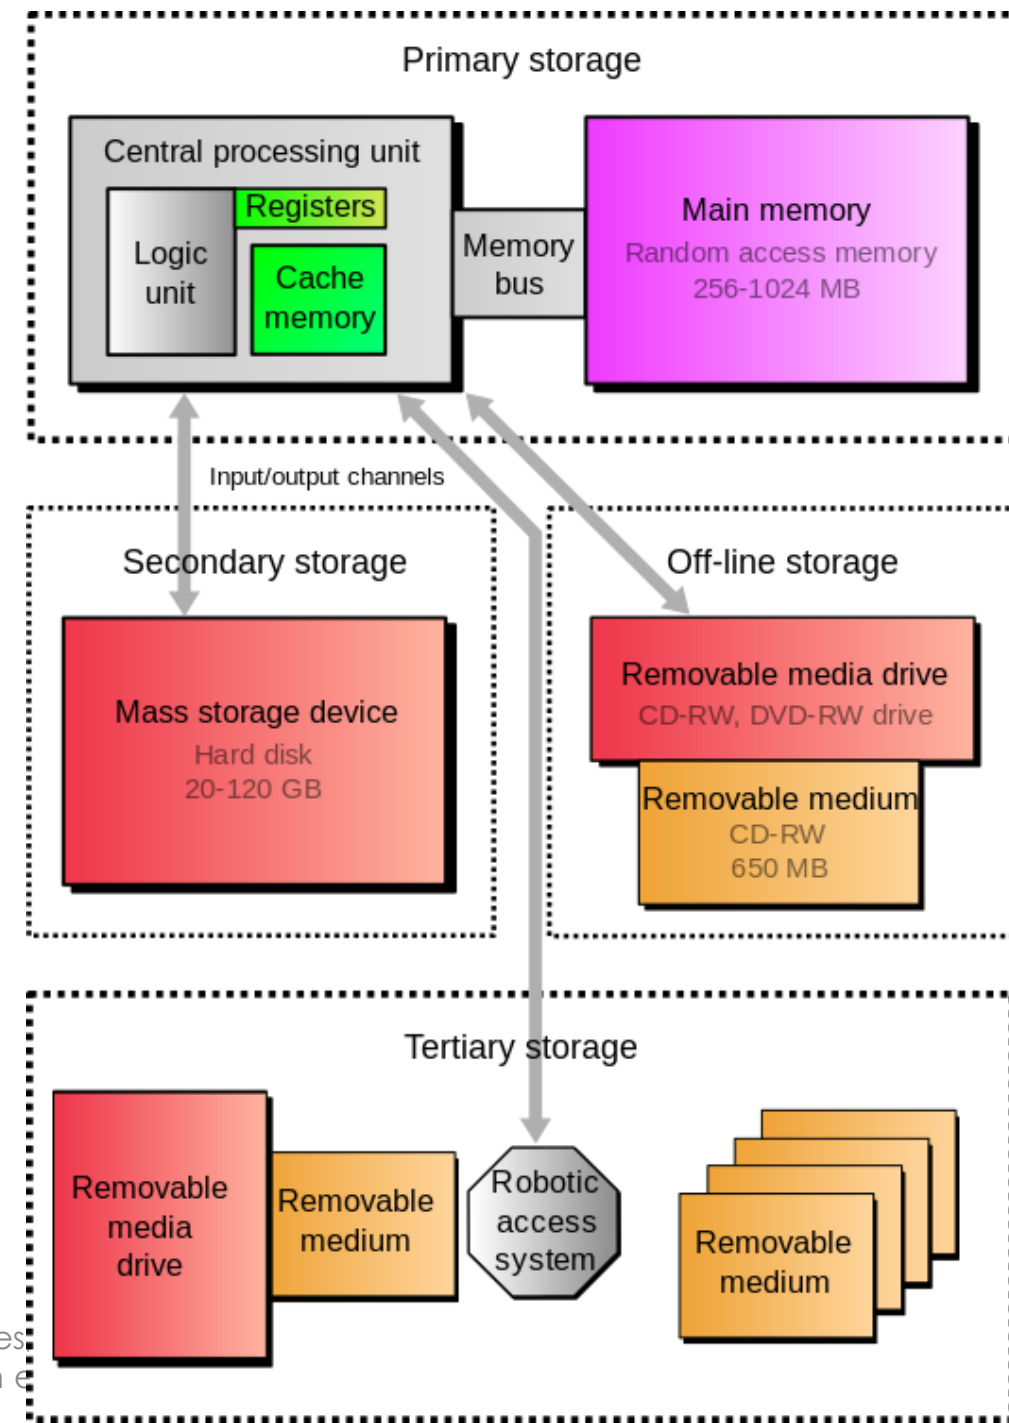 Primary storage
Central processing unit
Registers
Logic
unit
Cache
memory
Memory
bus
Main memory
Random access memory
256-1024 MB
Input/output channels
Secondary storage
Mass storage device
Hard disk
20-120 GB
Off-line storage
Removable media drive
CD-RW, DVD-RW drive
Removable medium
CD-RW
650 MB
Tertiary storage
Removable
media
drive
Removable
medium
Robotic
access
system
Removable
medium